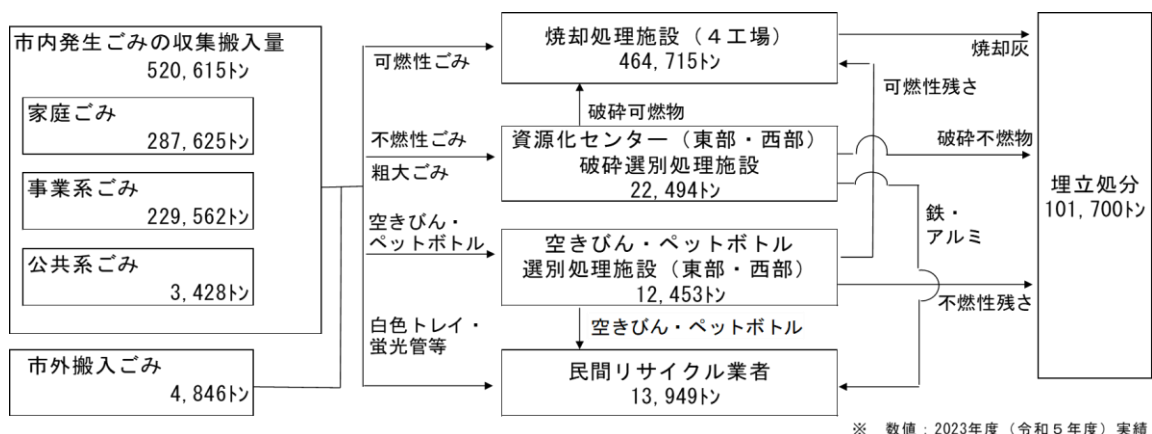 市内発生ごみの収集搬入量
520,615㌧
家庭ごみ
287,625㌧
事業系ごみ
229,562㌧
公共系ごみ
3,428㌧
市外搬入ごみ
4,846㌧
可燃性ごみ
不燃性ごみ
粗大ごみ
空きびん・
ペットボトル
白色トレイ・
蛍光管等
焼却処理施設（４工場）
464,715㌧
破砕可燃物
資源化センター（東部・西部）
破砕選別処理施設
22,494㌧
空きびん・ペットボトル
選別処理施設（東部・西部）
12,453㌧
空きびん・ペットボトル
民間リサイクル業者
13,949㌧
焼却灰
可燃性残さ
破砕不燃物
鉄・
アルミ
不燃性残さ
埋立処分
101,700㌧
※　数値：2023年度（令和５年度）実績